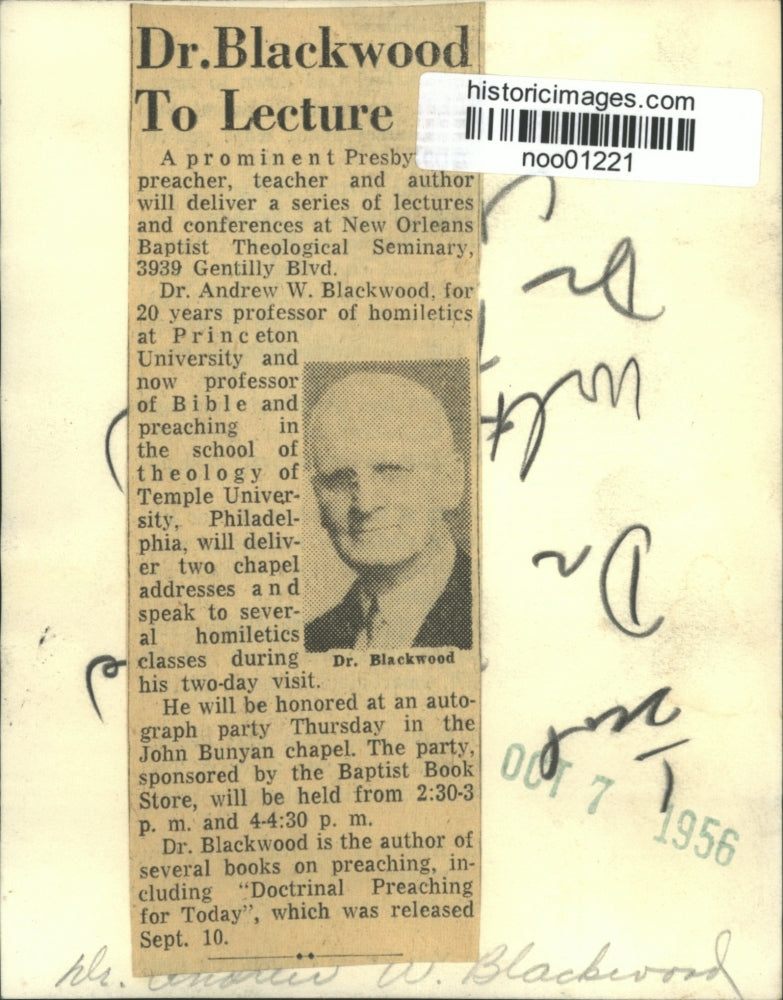 Dr. Blackwood
To Lecture
historicimages.com
noo01221
A prominent Presby
preacher, teacher and author
will deliver a series of lectures
and conferences at New Orleans
Baptist Theological Seminary,
3939 Gentilly Blvd.
Dr. Andrew W. Blackwood, for
20 years professor of homiletics
at Princeton
University and
now professor
of Bible and
preaching in
the school of
theology of
Temple Univer-
sity, Philadel-
phia, will deliv-
er two chapel
addresses and
speak to sever-
al homiletics
classes during
his two-day visit.
Dr. Blackwood
He will be honored at an auto-
graph party Thursday in the
John Bunyan chapel. The party,
sponsored by the Baptist Book
Store, will be held from 2:30-3
p. m. and 4-4:30 p. m.
Dr. Blackwood is the author of
several books on preaching, in-
cluding "Doctrinal Preaching
for Today", which was released
Sept. 10.
OCT 7 1956
Dr. Andrew W. Blackwood